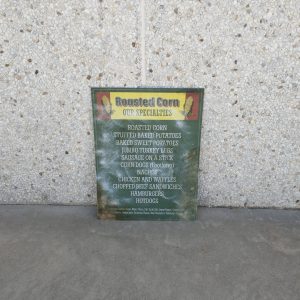 Roasted Corn
OUR SPECIALTIES
ROASTED CORN
STUFFED BAKED POTATOES
BAKED SWEET POTATOES
JUMBO TURKEY LEGS
SAUSAGE ON A STICK
CORN DOGS (Footlong)
NACHOS
CHICKEN AND WAFFLES
CHOPPED BEEF SANDWICHES
HAMBURGERS
HOTDOGS